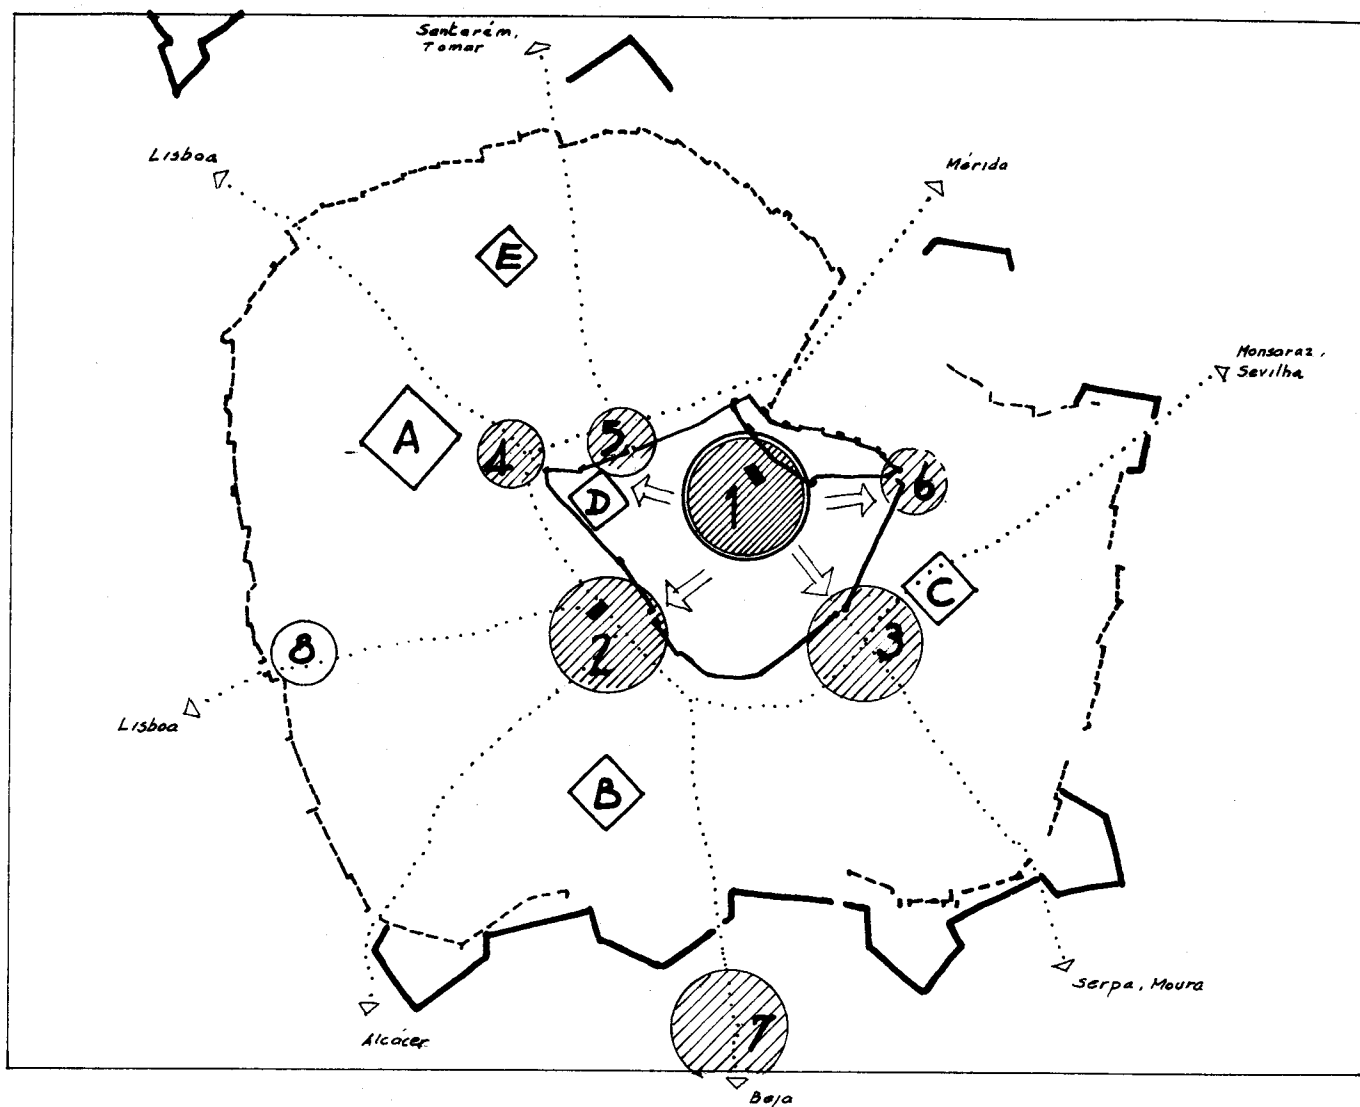 Santarém,
Tomar
Lisboa
Mérida
E
Monsaraz,
Sevilha
A
4
5
1
6
D
C
8
2
3
Lisboa
B
Serpa, Moura
7
Alcácer
Beja